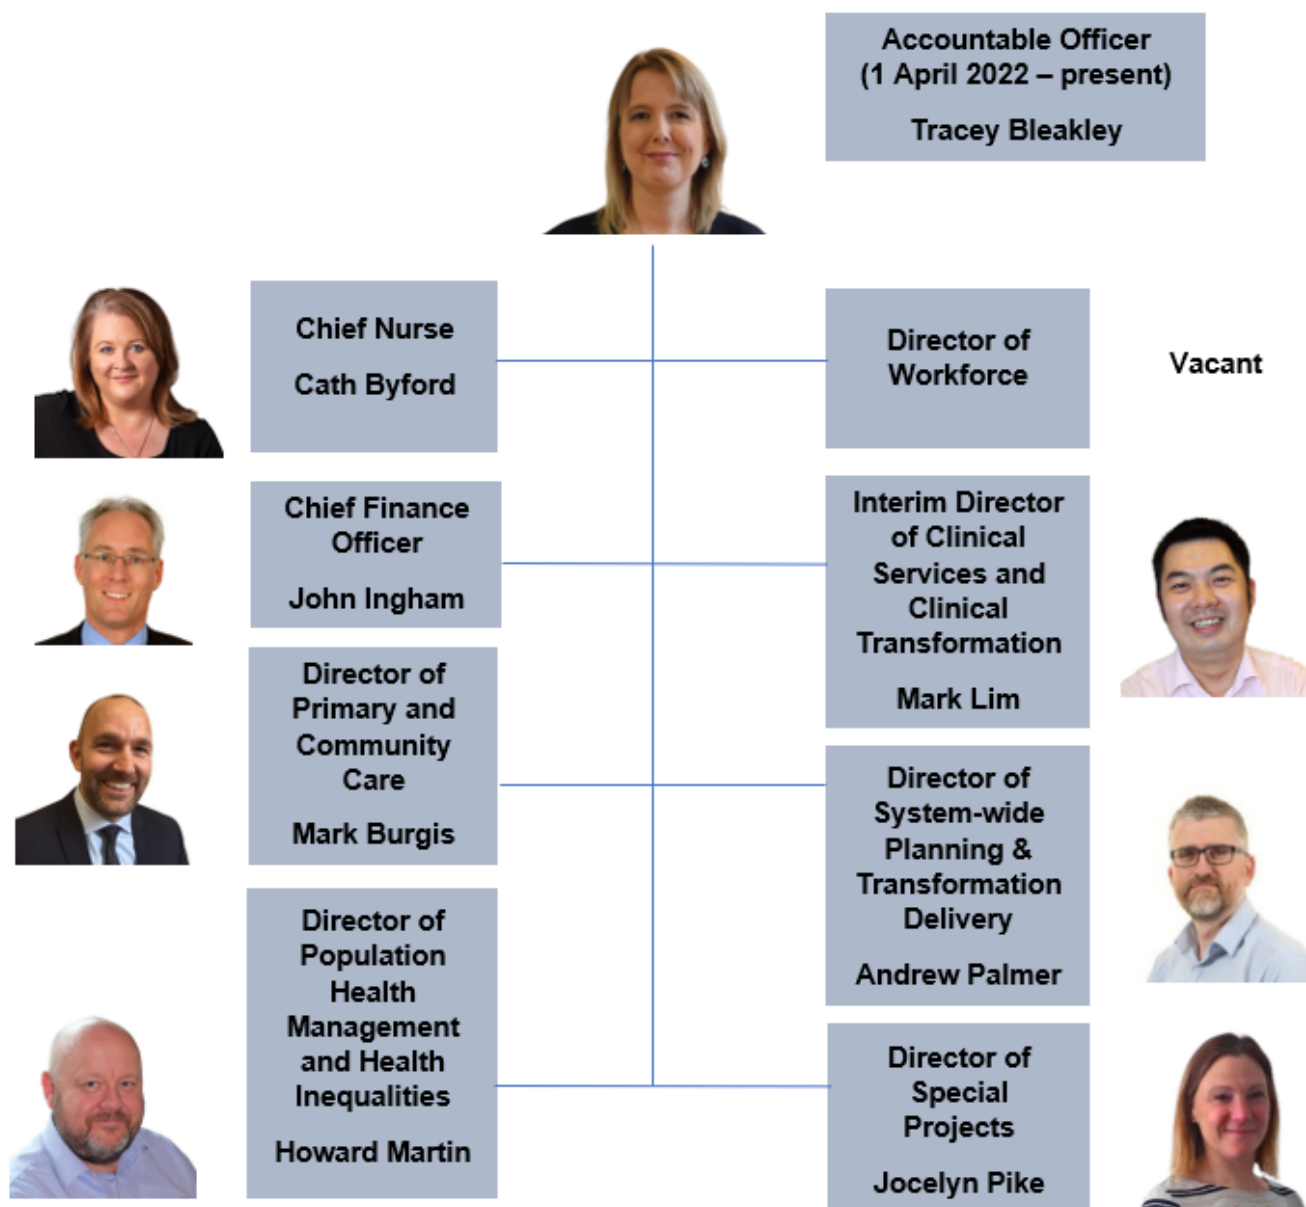 Accountable Officer
(1 April 2022 – present)
Tracey Bleakley
Chief Nurse
Cath Byford
Director of
Workforce
Vacant
Chief Finance
Officer
John Ingham
Interim Director
of Clinical
Services and
Clinical
Transformation
Mark Lim
Director of
Primary and
Community
Care
Mark Burgis
Director of
System-wide
Planning &
Transformation
Delivery
Andrew Palmer
Director of
Population
Health
Management
and Health
Inequalities
Howard Martin
Director of
Special
Projects
Jocelyn Pike